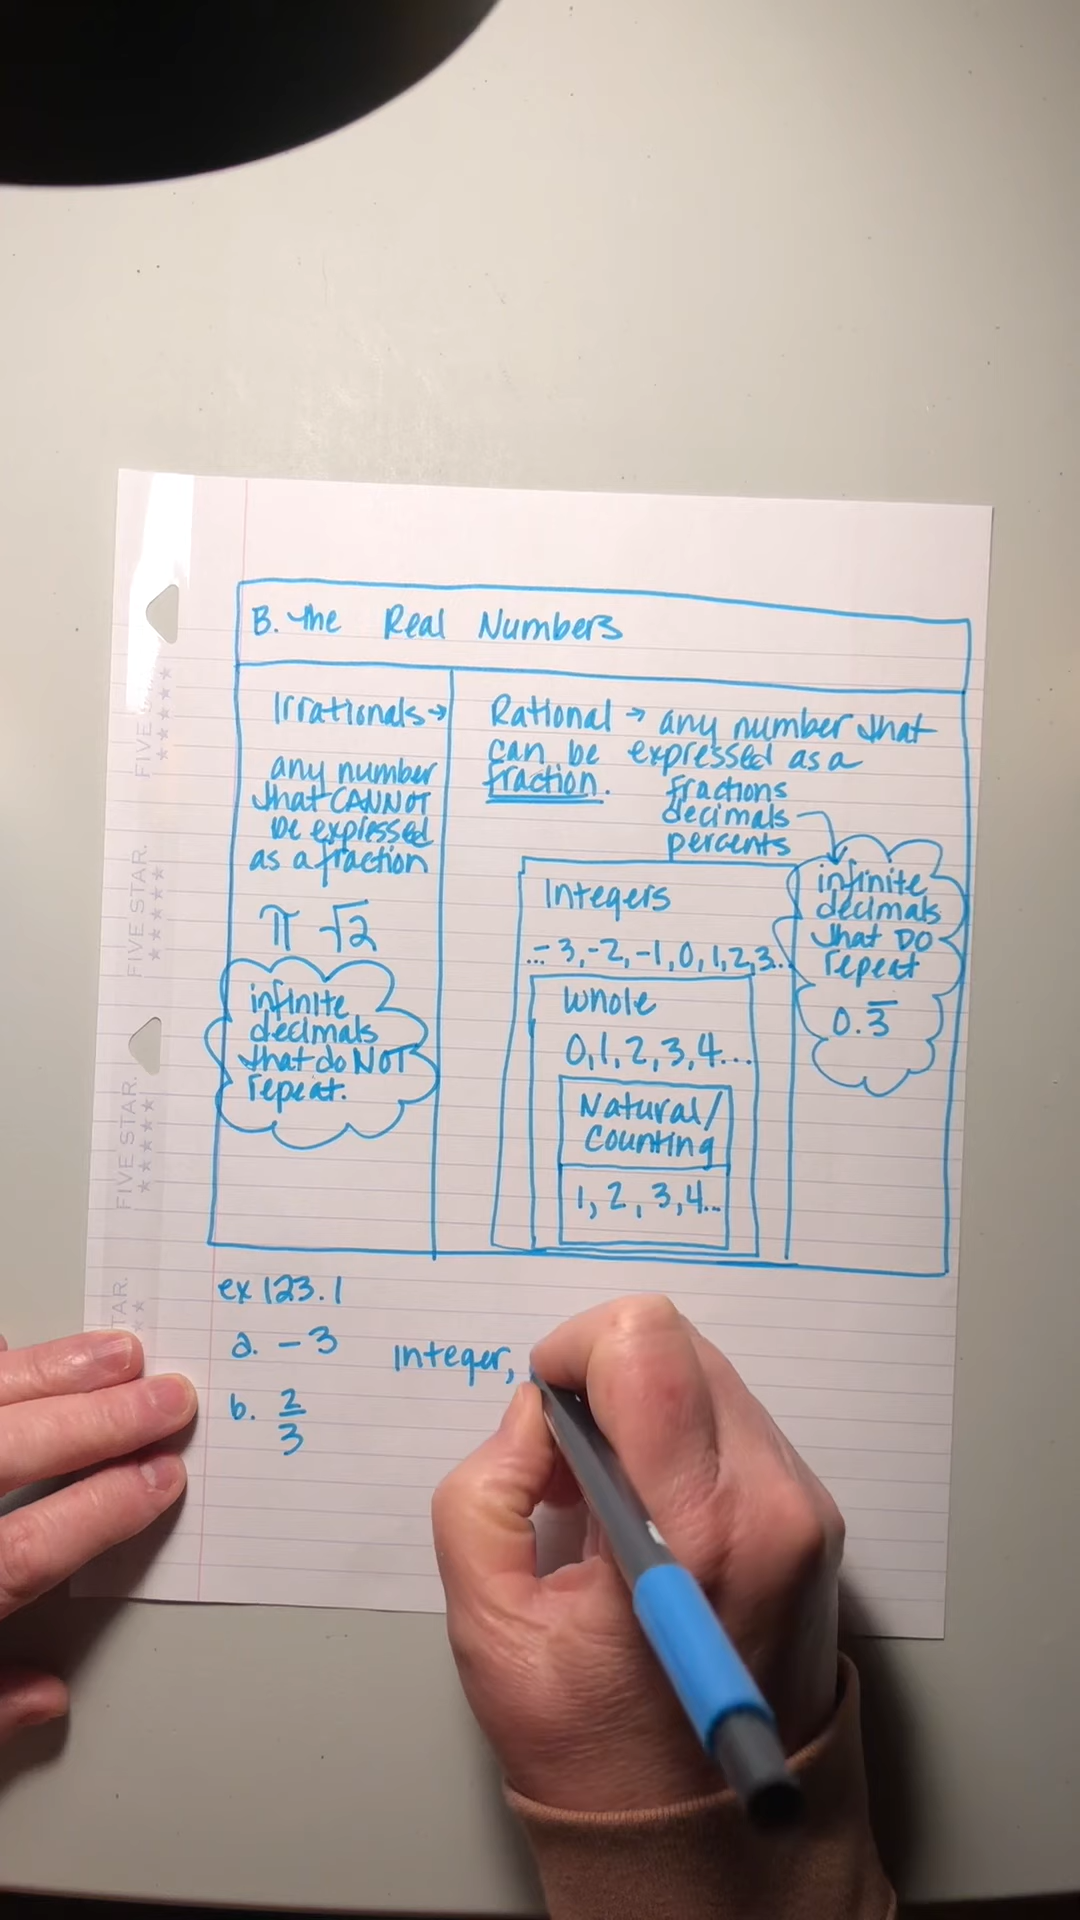 B. the Real Numbers
Irrationals →
any number
that CANNOT
be expressed
as a fraction
π √2
infinite
decimals
that do NOT
repeat.
Rational → any number that
can be expressed as a
fraction.
fractions
decimals
percents
infinite
decimals
that DO
repeat
0.3̅
Integers
...-3,-2,-1,0,1,2,3...
Whole
0,1,2,3,4...
Natural/
Counting
1, 2, 3,4...
ex 123.1
a. -3 Integer,
b. 2/3
FIVE STAR.
FIVE STAR.
FIVE STAR.